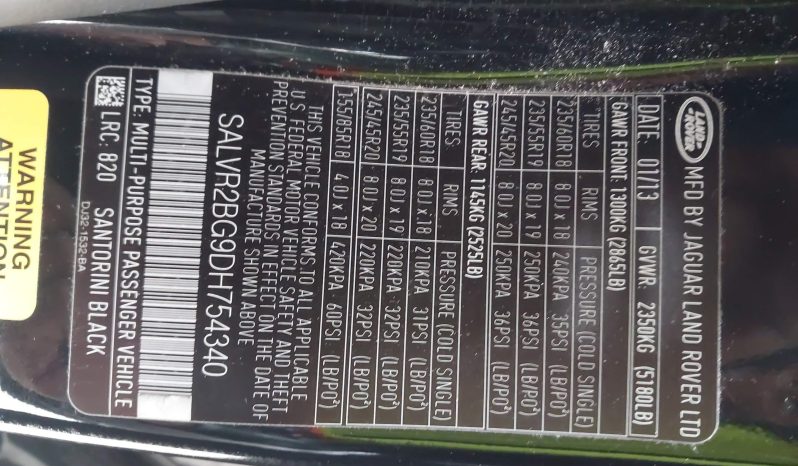 LAND ROVER
MFD BY JAGUAR LAND ROVER LTD
DATE: 01/13 GVWR: 2350KG (5180LB)
GAWR FRONE: 1300KG (2865LB)
TIRES RIMS PRESSURE (COLD SINGLE)
235/60R18 8.0J x 18 240KPA 35PSI (LB/PO²)
235/55R19 8.0J x 19 250KPA 36PSI (LB/PO²)
245/45R20 8.0J x 20 250KPA 36PSI (LB/PO²)
GAWR REAR: 1145KG (2525LB)
TIRES RIMS PRESSURE (COLD SINGLE)
235/60R18 8.0J x 18 210KPA 31PSI (LB/PO²)
235/55R19 8.0J x 19 220KPA 32PSI (LB/PO²)
245/45R20 8.0J x 20 220KPA 32PSI (LB/PO²)
155/85R18 4.0J x 18 420KPA 60PSI (LB/PO²)
THIS VEHICLE CONFORMS TO ALL APPLICABLE
U.S. FEDERAL MOTOR VEHICLE SAFETY AND THEFT
PREVENTION STANDARDS IN EFFECT ON THE DATE OF
MANUFACTURE SHOWN ABOVE
SALVR2BG9DH754340
TYPE: MULTI-PURPOSE PASSENGER VEHICLE
LRC: 820 SANTORINI BLACK
DJ32-1532-BA
WARNING
ATTENTION